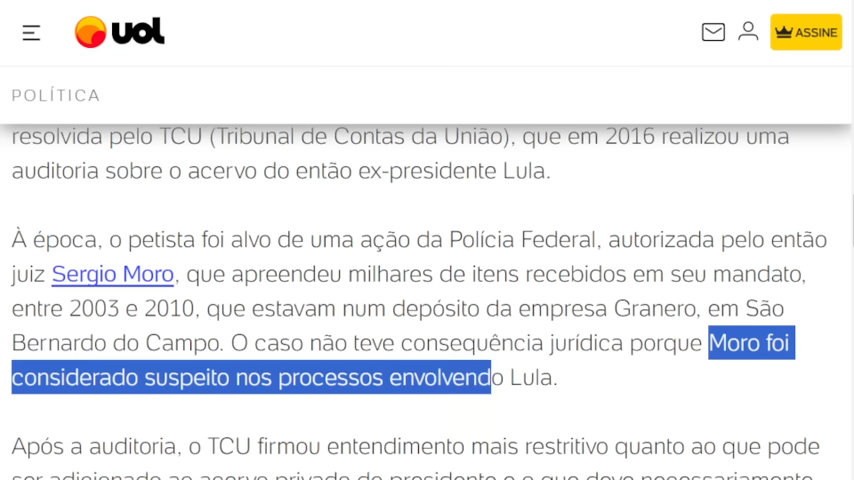 uol
ASSINE
POLÍTICA
resolvida pelo TCU (Tribunal de Contas da União), que em 2016 realizou uma
auditoria sobre o acervo do então ex-presidente Lula.
À época, o petista foi alvo de uma ação da Polícia Federal, autorizada pelo então
juiz Sergio Moro, que apreendeu milhares de itens recebidos em seu mandato,
entre 2003 e 2010, que estavam num depósito da empresa Granero, em São
Bernardo do Campo. O caso não teve consequência jurídica porque Moro foi
considerado suspeito nos processos envolvendo Lula.
Após a auditoria, o TCU firmou entendimento mais restritivo quanto ao que pode
ser adicionado ao acervo privado do presidente e o que deve necessariamente